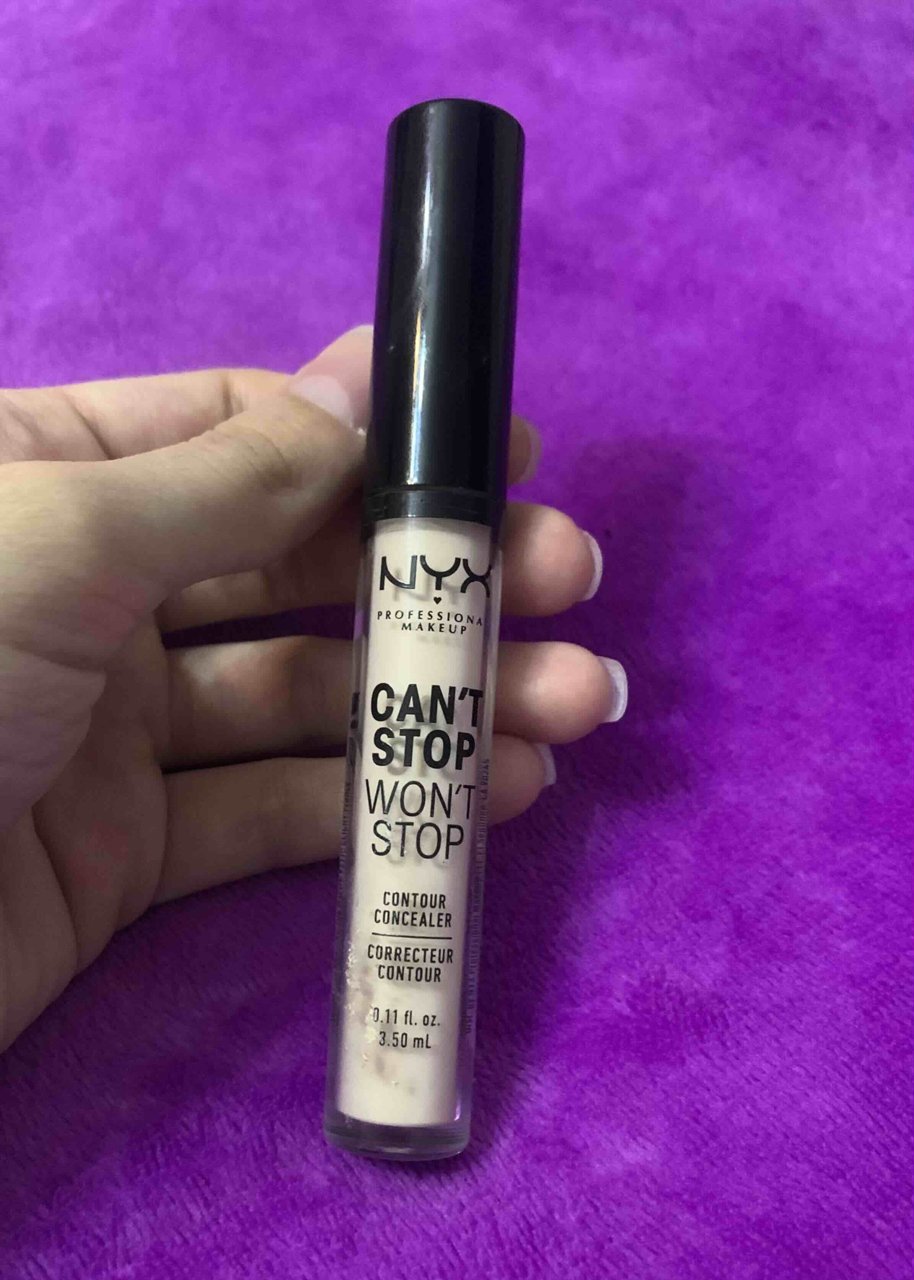 NYX
PROFESSIONA
MAKEUP
CAN'T
STOP
WON'T
STOP
CONTOUR
CONCEALER
CORRECTEUR
CONTOUR
0.11 fl. oz.
3.50 mL